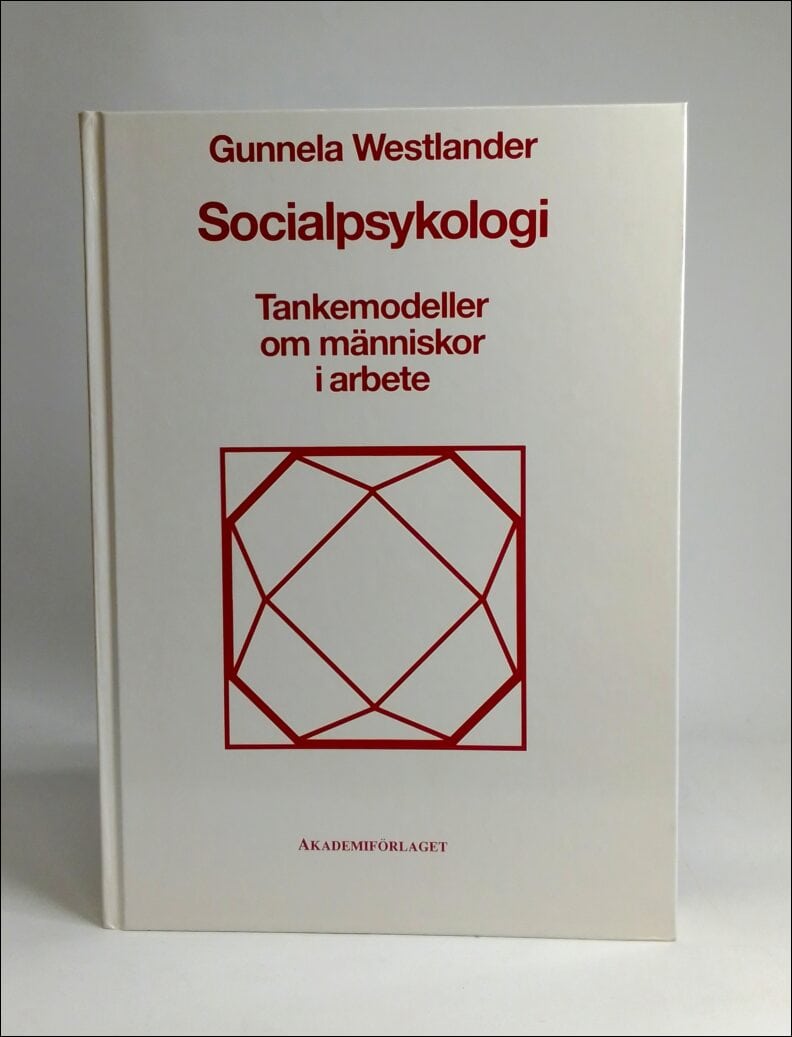 Gunnela Westlander
Socialpsykologi
Tankemodeller
om människor
i arbete
AKADEMIFÖRLAGET